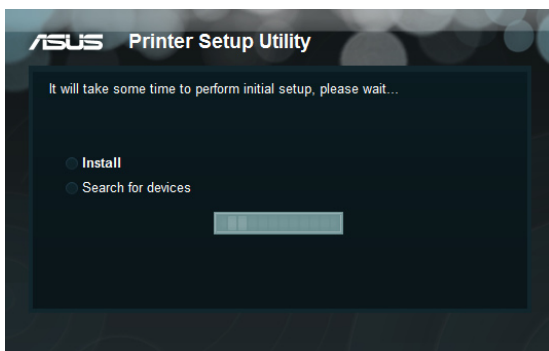 ASUS Printer Setup Utility
It will take some time to perform initial setup, please wait...
Install
Search for devices